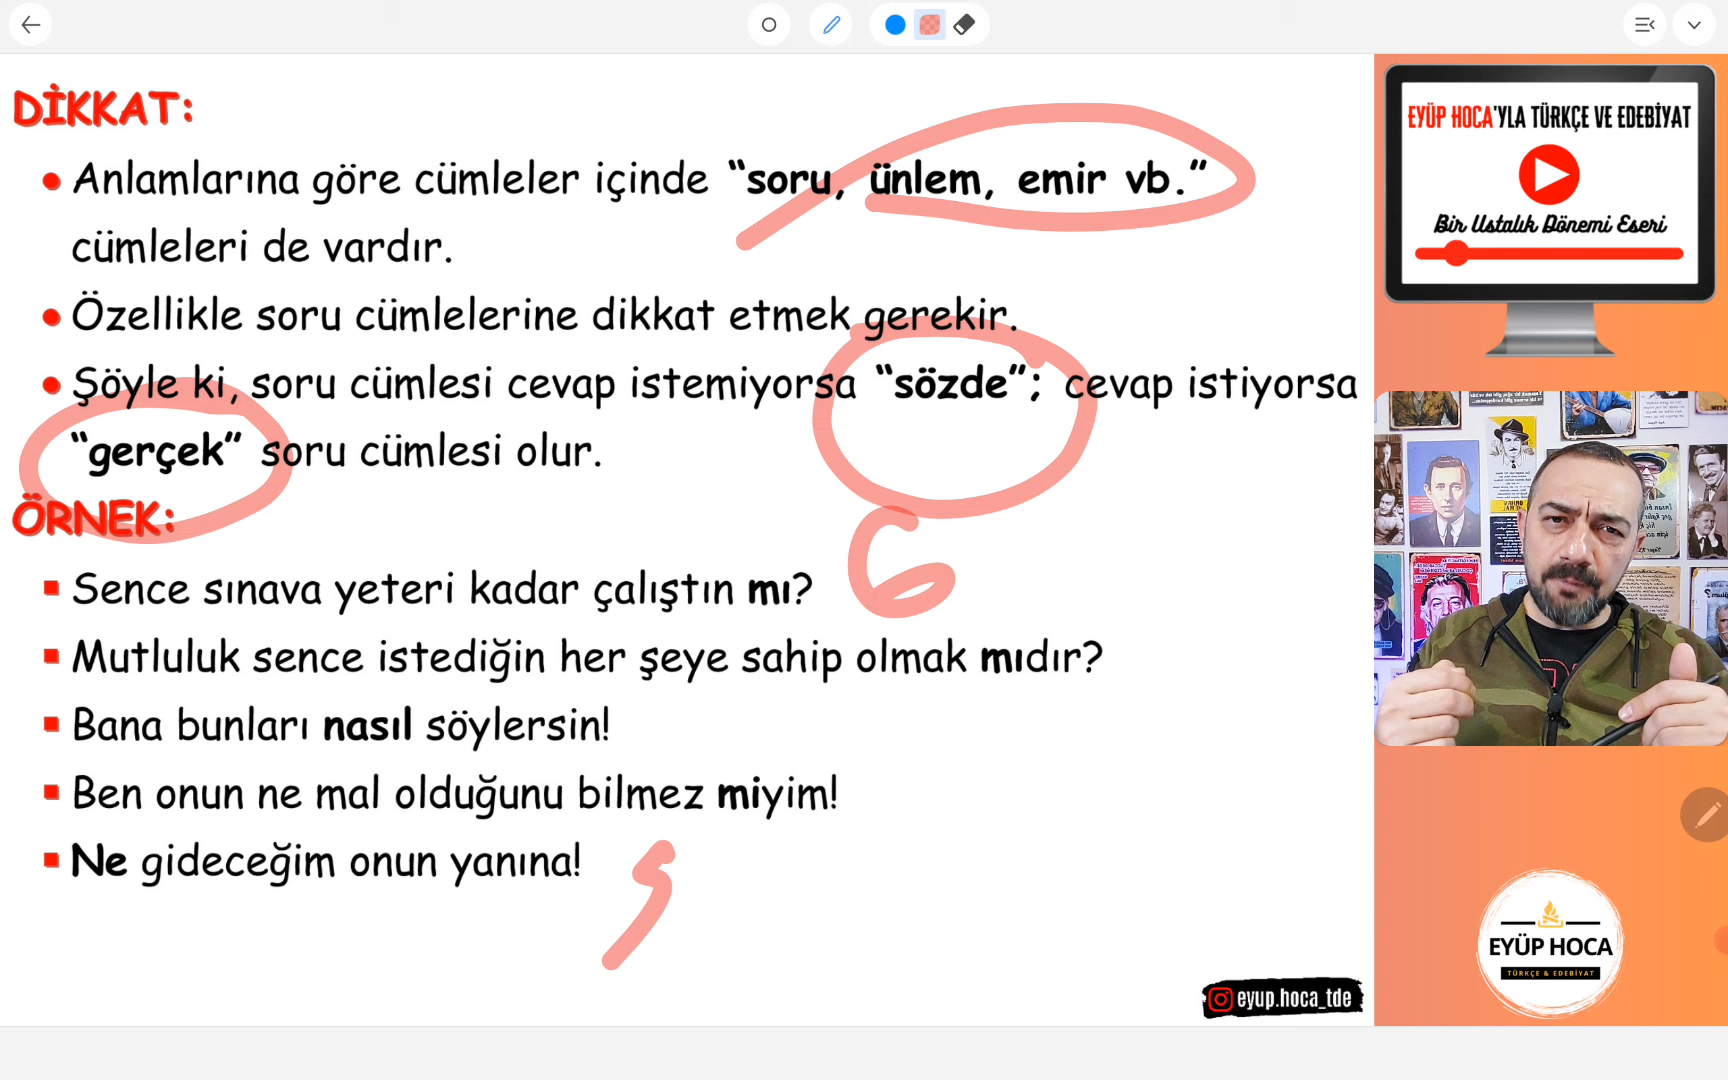 DİKKAT:
Anlamlarına göre cümleler içinde “soru, ünlem, emir vb.”
cümleleri de vardır.
Özellikle soru cümlelerine dikkat etmek gerekir.
Şöyle ki, soru cümlesi cevap istemiyorsa “sözde”; cevap istiyorsa
“gerçek” soru cümlesi olur.
ÖRNEK:
Sence sınava yeteri kadar çalıştın mı?
Mutluluk sence istediğin her şeye sahip olmak mıdır?
Bana bunları nasıl söylersin!
Ben onun ne mal olduğunu bilmez miyim!
Ne gideceğim onun yanına!
eyup.hoca_tde
EYÜP HOCA'YLA TÜRKÇE VE EDEBİYAT
Bir Ustalık Dönemi Eseri
EYÜP HOCA
TÜRKÇE & EDEBİYAT